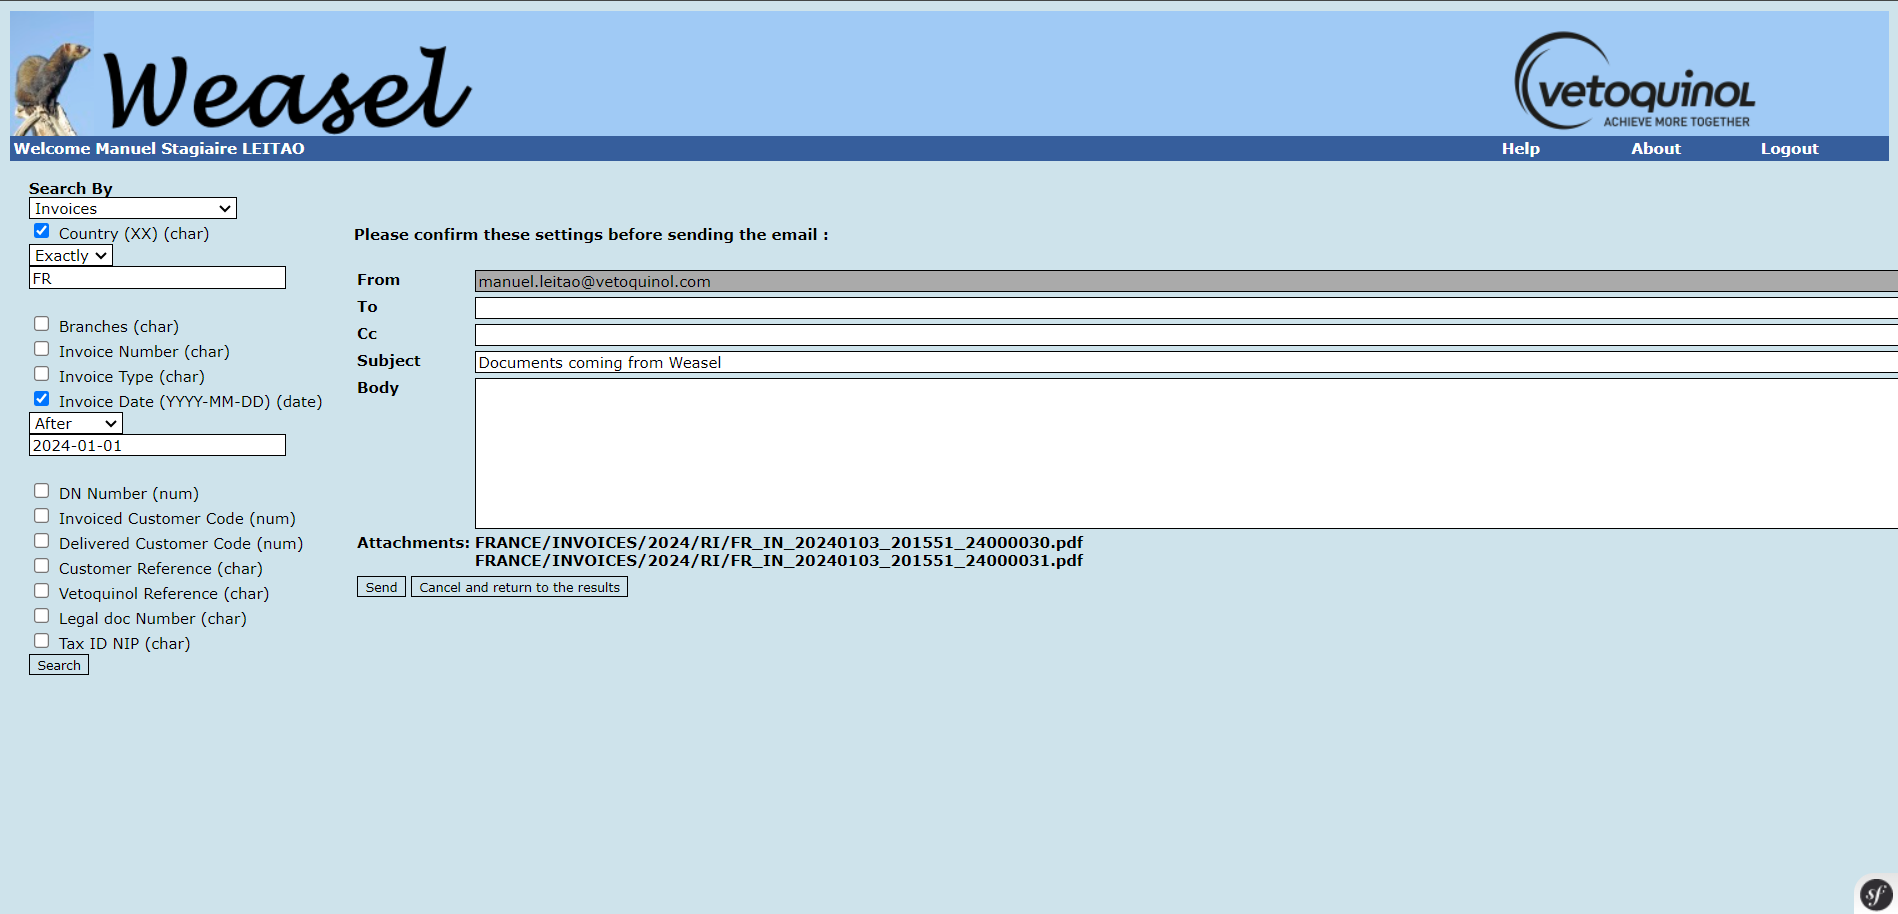 Weasel
vetoquinol
ACHIEVE MORE TOGETHER
Welcome Manuel Stagiaire LEITAO
Help
About
Logout
Search By
Invoices
Country (XX) (char)
Exactly
FR
Branches (char)
Invoice Number (char)
Invoice Type (char)
Invoice Date (YYYY-MM-DD) (date)
After
2024-01-01
DN Number (num)
Invoiced Customer Code (num)
Delivered Customer Code (num)
Customer Reference (char)
Vetoquinol Reference (char)
Legal doc Number (char)
Tax ID NIP (char)
Search
Please confirm these settings before sending the email :
From manuel.leitao@vetoquinol.com
To
Cc
Subject Documents coming from Weasel
Body
Attachments: FRANCE/INVOICES/2024/RI/FR_IN_20240103_201551_24000030.pdf
FRANCE/INVOICES/2024/RI/FR_IN_20240103_201551_24000031.pdf
Send Cancel and return to the results
sf